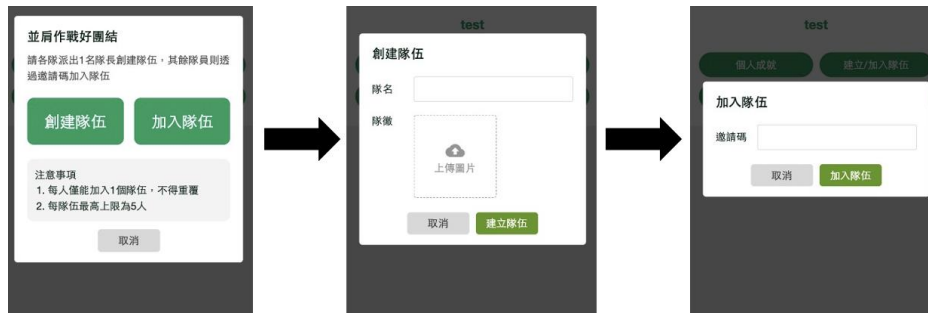 並肩作戰好團結
請各隊派出1名隊長創建隊伍，其餘隊員則透
過邀請碼加入隊伍
創建隊伍
加入隊伍
注意事項
1. 每人僅能加入1個隊伍，不得重覆
2. 每隊伍最高上限為5人
取消
test
創建隊伍
隊名
隊徽
上傳圖片
取消
建立隊伍
test
個人成就
建立/加入隊伍
加入隊伍
邀請碼
取消
加入隊伍